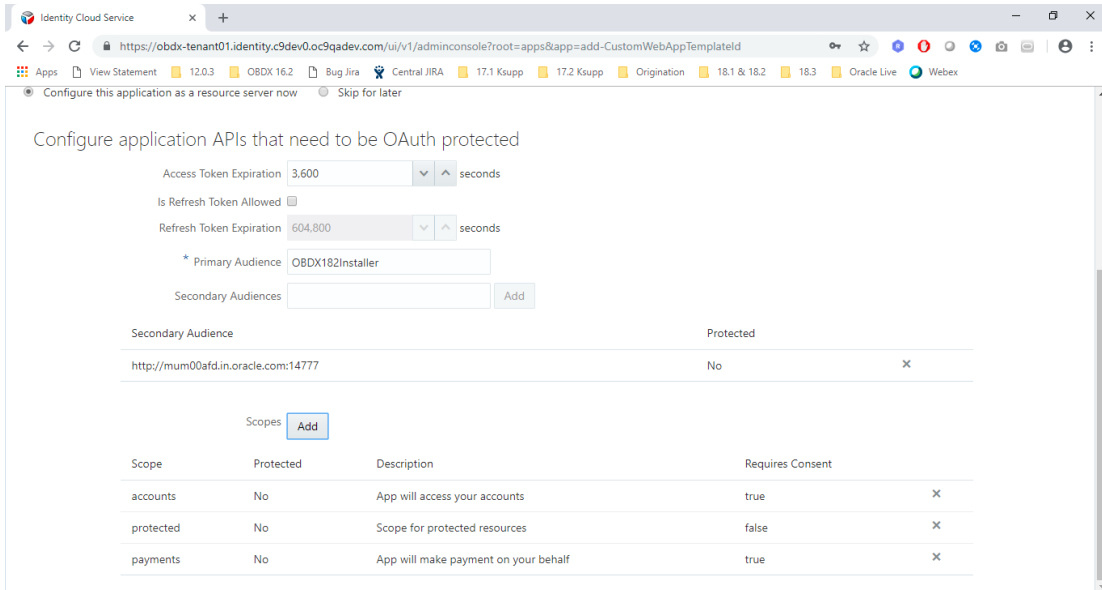 Identity Cloud Service
https://obdx-tenant01.identity.c9dev0.oc9qadev.com/ui/v1/adminconsole?root=apps&app=add-CustomWebAppTemplateId
Apps View Statement 12.0.3 OBDX 16.2 Bug Jira Central JIRA 17.1 Ksupp 17.2 Ksupp Origination 18.1 & 18.2 18.3 Oracle Live Webex
Configure this application as a resource server now Skip for later
Configure application APIs that need to be OAuth protected
Access Token Expiration 3,600 seconds
Is Refresh Token Allowed
Refresh Token Expiration 604,800 seconds
* Primary Audience OBDX182Installer
Secondary Audiences Add
Secondary Audience Protected
http://mum00afd.in.oracle.com:14777 No
Scopes Add
Scope Protected Description Requires Consent
accounts No App will access your accounts true
protected No Scope for protected resources false
payments No App will make payment on your behalf true